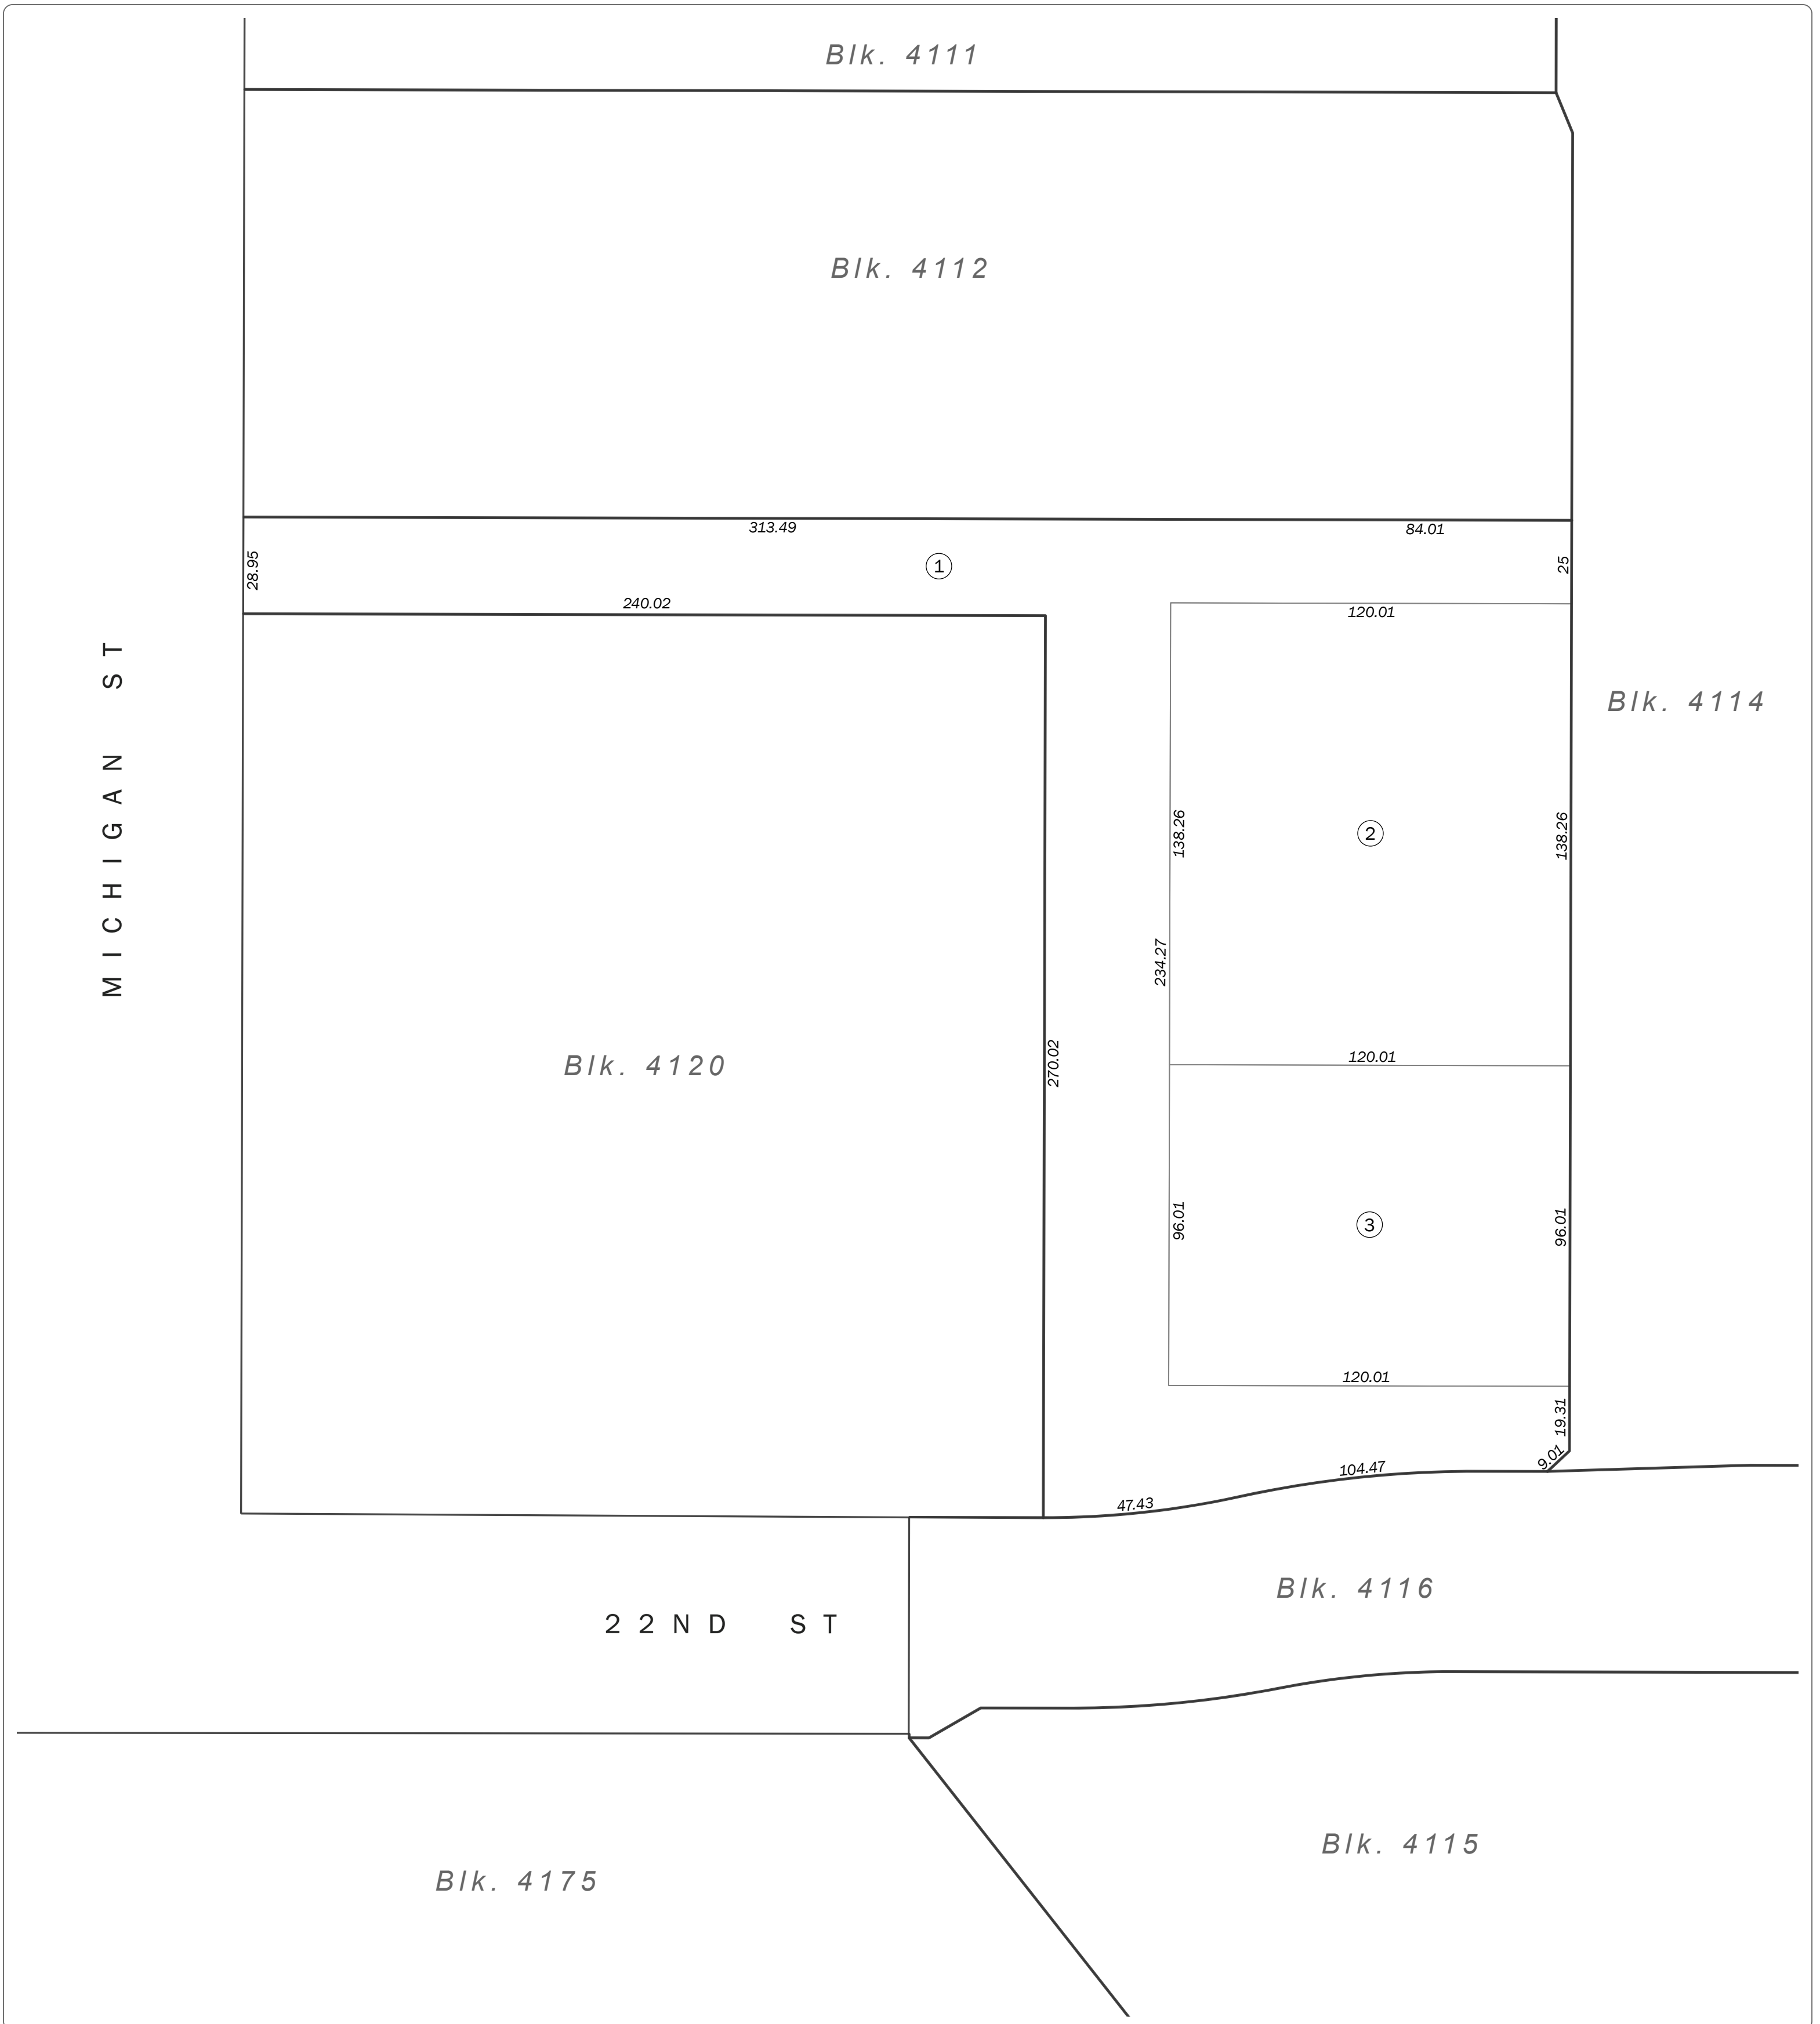 Blk. 4111
Blk. 4112
313.49
84.01
28.95
1
25
240.02
120.01
MICHIGAN ST
Blk. 4114
138.26
2
138.26
234.27
Blk. 4120
270.02
120.01
96.01
3
96.01
120.01
19.31
9.01
104.47
47.43
Blk. 4116
22ND ST
Blk. 4115
Blk. 4175